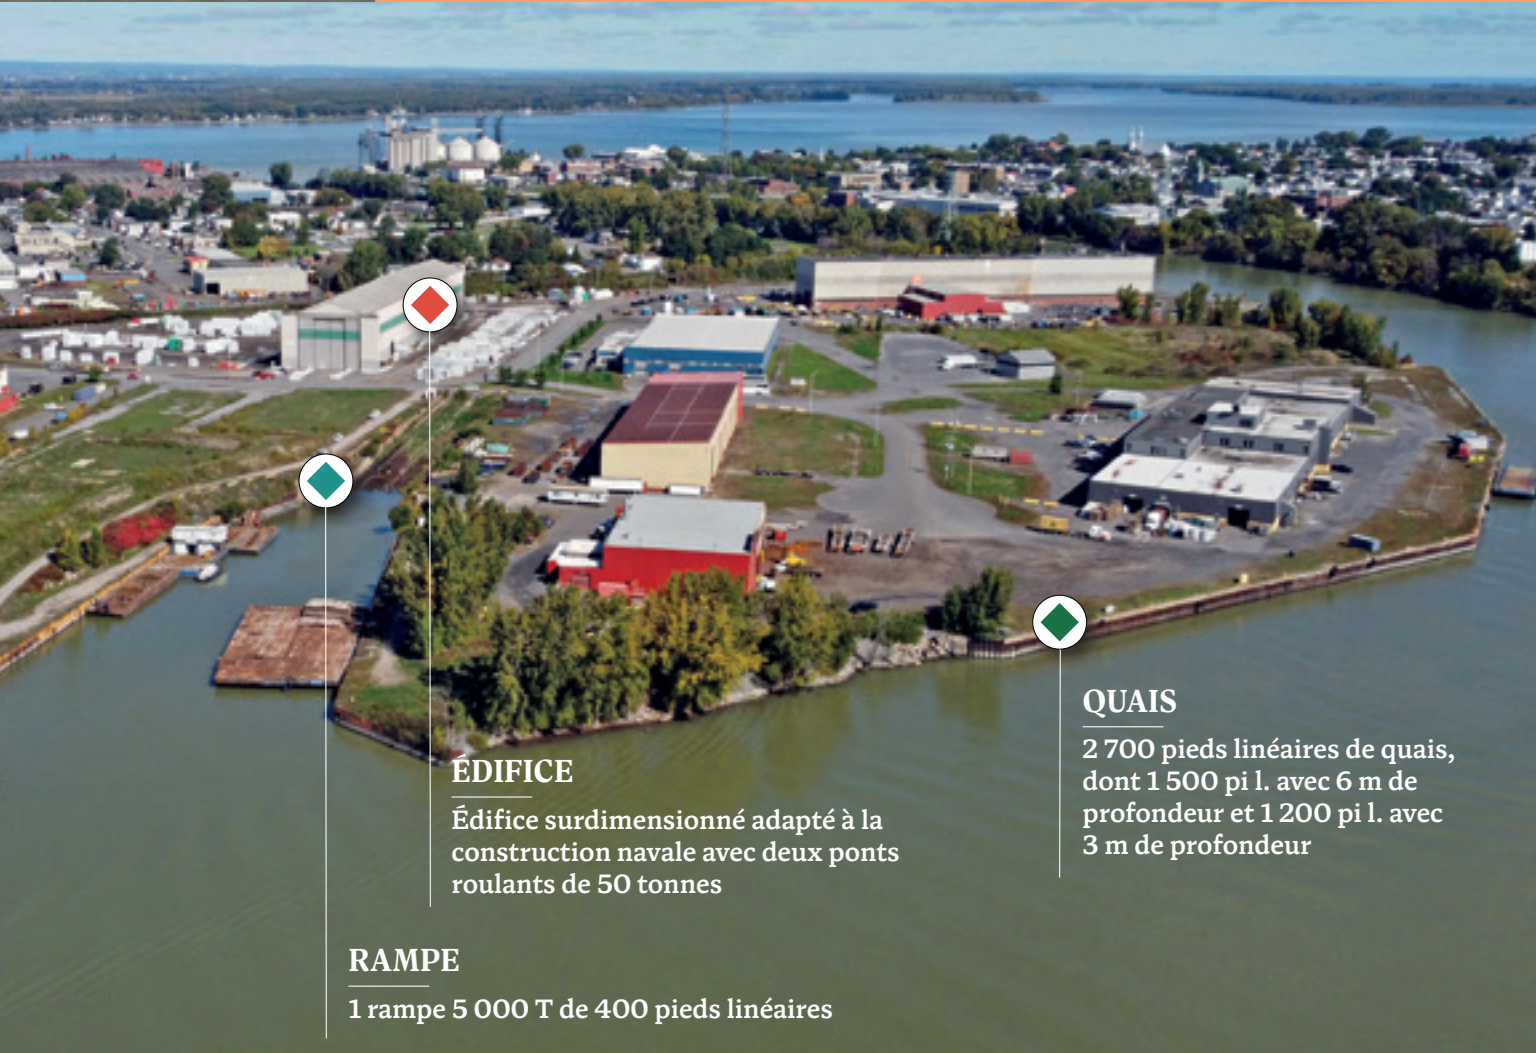 ÉDIFICE
Édifice surdimensionné adapté à la
construction navale avec deux ponts
roulants de 50 tonnes
RAMPE
1 rampe 5 000 T de 400 pieds linéaires
QUAIS
2 700 pieds linéaires de quais,
dont 1 500 pi l. avec 6 m de
profondeur et 1 200 pi l. avec
3 m de profondeur